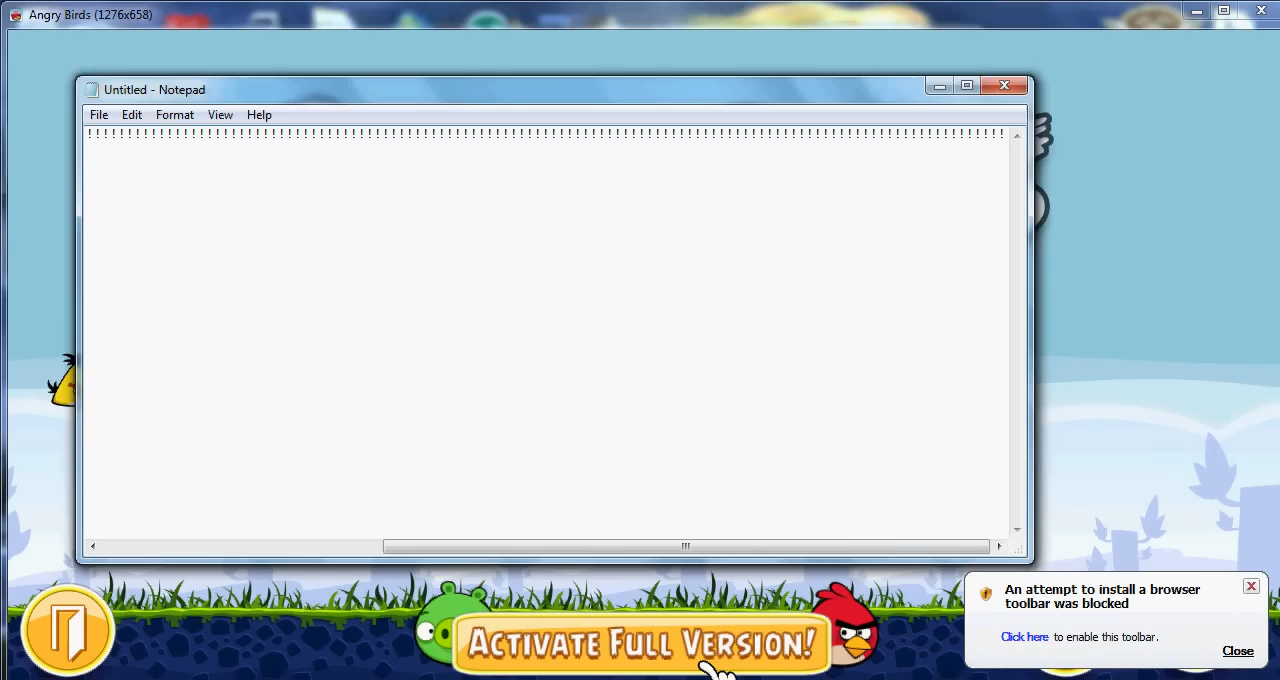 Angry Birds (1276x658)
Untitled - Notepad
File Edit Format View Help
!!!!!!!!!!!!!!!!!!!!!!!!!!!!!!!!!!!!!!!!!!!!!!!!!!!!!!!!!!!!!!!!!!!!!!!!!!!!!!!!!!!!!!!!!!!!!!!!!!!!!!!!!!!!!!!!!!!!!
ACTIVATE FULL VERSION!
An attempt to install a browser
toolbar was blocked
Click here to enable this toolbar.
Close